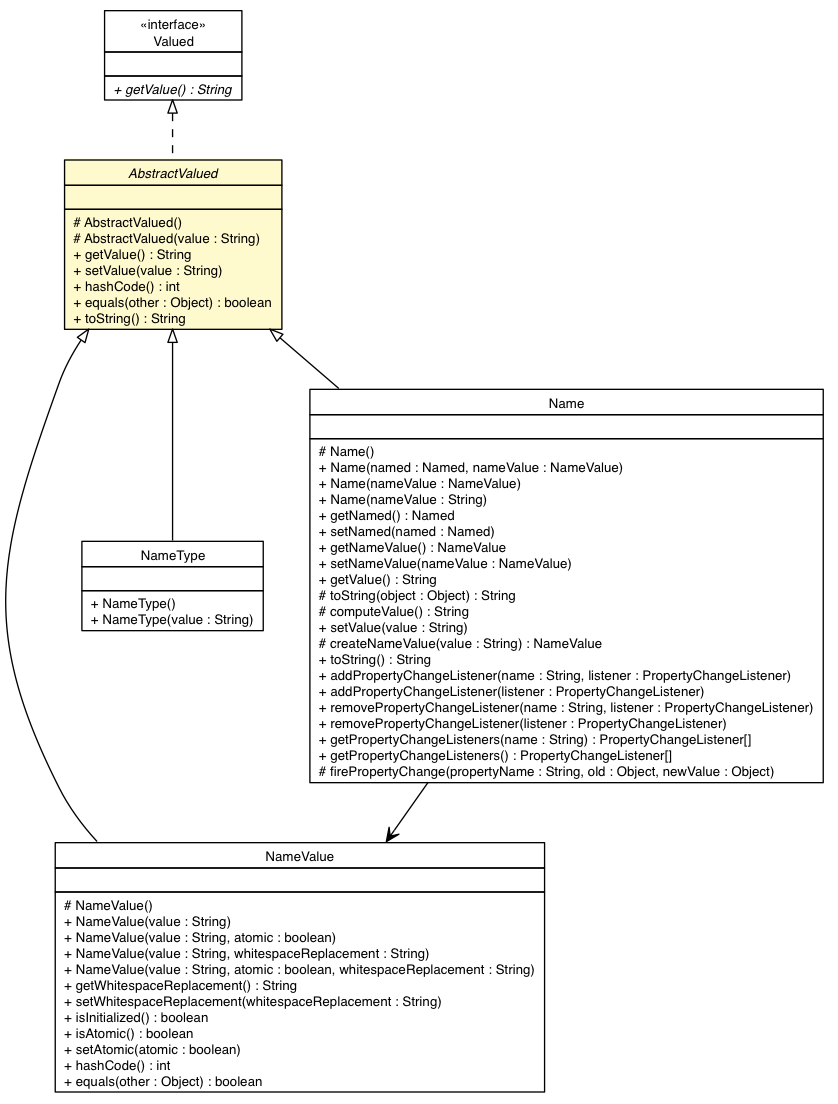 «interface»
Valued
+ getValue() : String
AbstractValued
# AbstractValued()
# AbstractValued(value : String)
+ getValue() : String
+ setValue(value : String)
+ hashCode() : int
+ equals(other : Object) : boolean
+ toString() : String
Name
# Name()
+ Name(named : Named, nameValue : NameValue)
+ Name(nameValue : NameValue)
+ Name(nameValue : String)
+ getNamed() : Named
+ setNamed(named : Named)
+ getNameValue() : NameValue
+ setNameValue(nameValue : NameValue)
+ getValue() : String
# toString(object : Object) : String
# computeValue() : String
+ setValue(value : String)
# createNameValue(value : String) : NameValue
+ toString() : String
+ addPropertyChangeListener(name : String, listener : PropertyChangeListener)
+ addPropertyChangeListener(listener : PropertyChangeListener)
+ removePropertyChangeListener(name : String, listener : PropertyChangeListener)
+ removePropertyChangeListener(listener : PropertyChangeListener)
+ getPropertyChangeListeners(name : String) : PropertyChangeListener[]
+ getPropertyChangeListeners() : PropertyChangeListener[]
# firePropertyChange(propertyName : String, old : Object, newValue : Object)
NameType
+ NameType()
+ NameType(value : String)
NameValue
# NameValue()
+ NameValue(value : String)
+ NameValue(value : String, atomic : boolean)
+ NameValue(value : String, whitespaceReplacement : String)
+ NameValue(value : String, atomic : boolean, whitespaceReplacement : String)
+ getWhitespaceReplacement() : String
+ setWhitespaceReplacement(whitespaceReplacement : String)
+ isInitialized() : boolean
+ isAtomic() : boolean
+ setAtomic(atomic : boolean)
+ hashCode() : int
+ equals(other : Object) : boolean